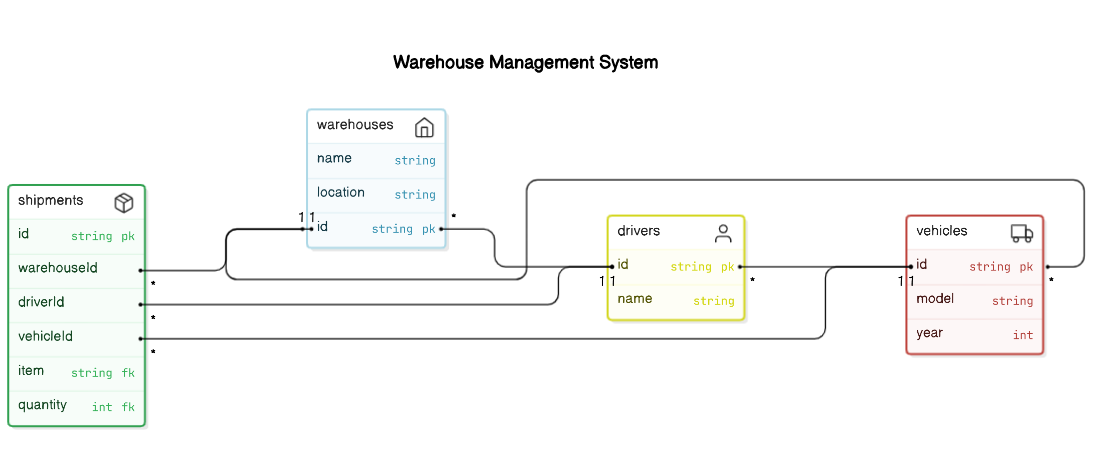 Warehouse Management System
warehouses
name string
location string
1 1 id string pk *
shipments
id string pk
warehouseId
*
driverId
*
vehicleId
*
item string fk
quantity int fk
drivers
id string pk
1 1 *
name string
vehicles
id string pk
1 1 *
model string
year int